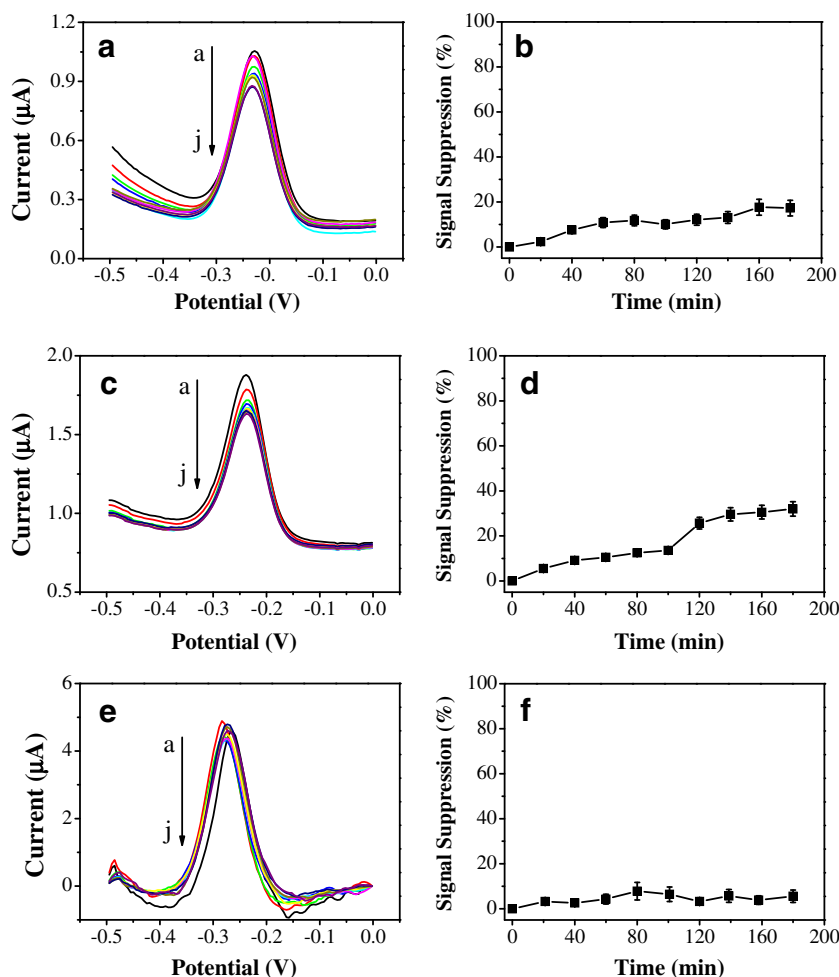 a
a
j
Current (µA)
1.2
0.9
0.6
0.3
0.0
-0.5 -0.4 -0.3 -0.2 -0. 0.0
Potential (V)
b
Signal Suppression (%)
100
80
60
40
20
0
0 40 80 120 160 200
Time (min)
c
a
j
Current (µA)
2.0
1.5
1.0
0.5
-0.5 -0.4 -0.3 -0.2 -0.1 0.0
Potential (V)
d
Signal Suppression (%)
100
80
60
40
20
0
0 40 80 120 160 200
Time (min)
e
a
j
Current (µA)
6
4
2
0
-0.5 -0.4 -0.3 -0.2 -0.1 0.0
Potential (V)
f
Signal Suppression (%)
100
80
60
40
20
0
0 40 80 120 160 200
Time (min)